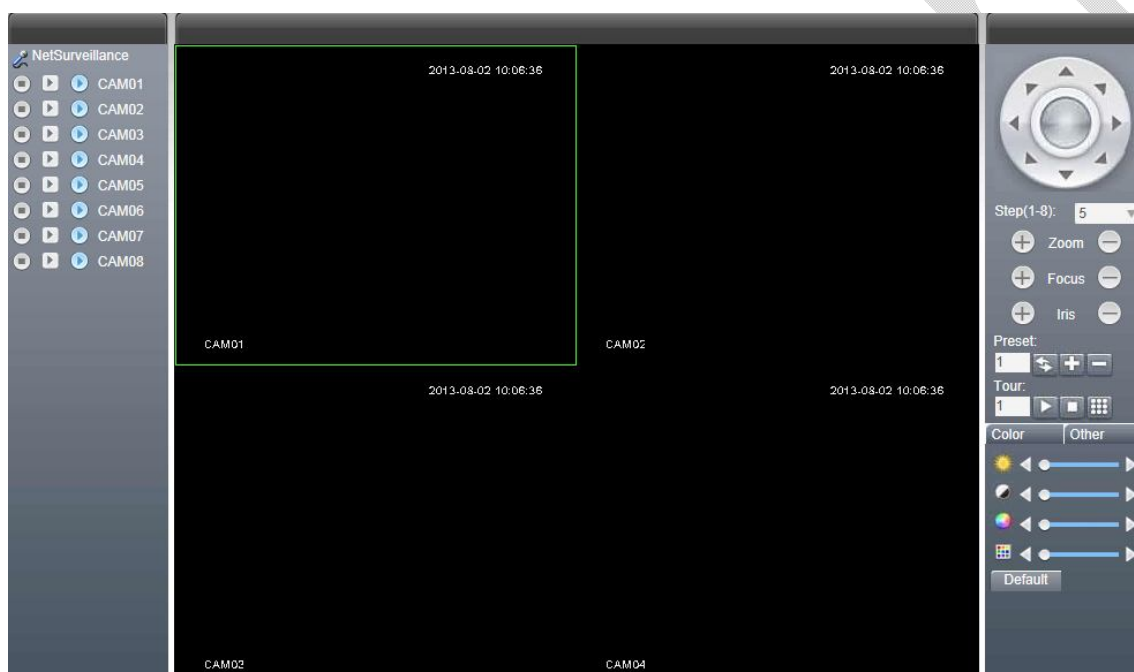 NetSurveillance
CAM01
CAM02
CAM03
CAM04
CAM05
CAM06
CAM07
CAM08
2013-08-02 10:06:36
2013-08-02 10:06:36
CAM01
CAM02
2013-08-02 10:06:36
2013-08-02 10:06:36
CAM03
CAM04
Step(1-8): 5
Zoom
Focus
Iris
Preset:
1
Tour:
1
Color Other
Default